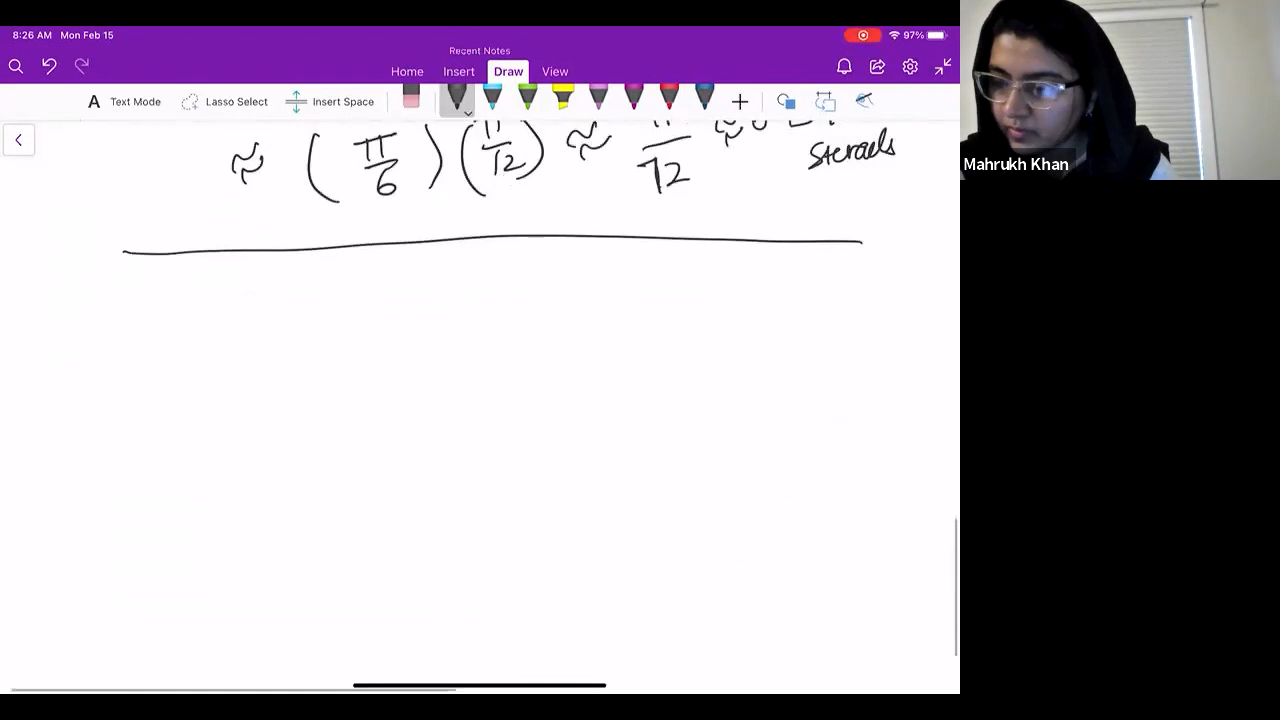 8:26 AM Mon Feb 15
97%
Recent Notes
Home Insert Draw View
A Text Mode Lasso Select Insert Space
≈ (π/6) (π/12) ≈ π/72 ≈
Sterads
Mahrukh Khan